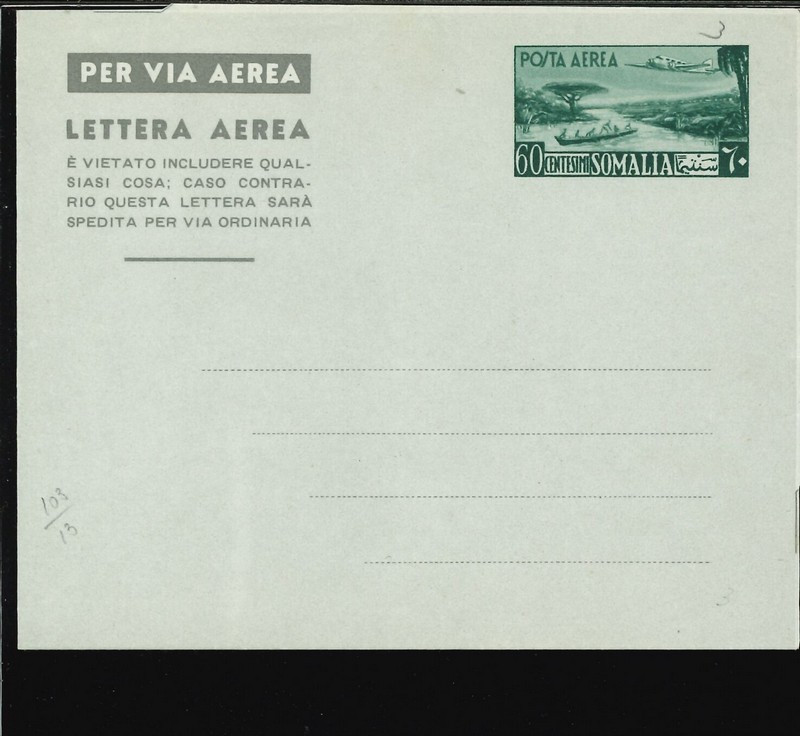 3
PER VIA AEREA
POSTA AEREA
LETTERA AEREA
È VIETATO INCLUDERE QUAL-
SIASI COSA; CASO CONTRA-
RIO QUESTA LETTERA SARÀ
SPEDITA PER VIA ORDINARIA
60 CENTESIMI SOMALIA ٦٠
103
13